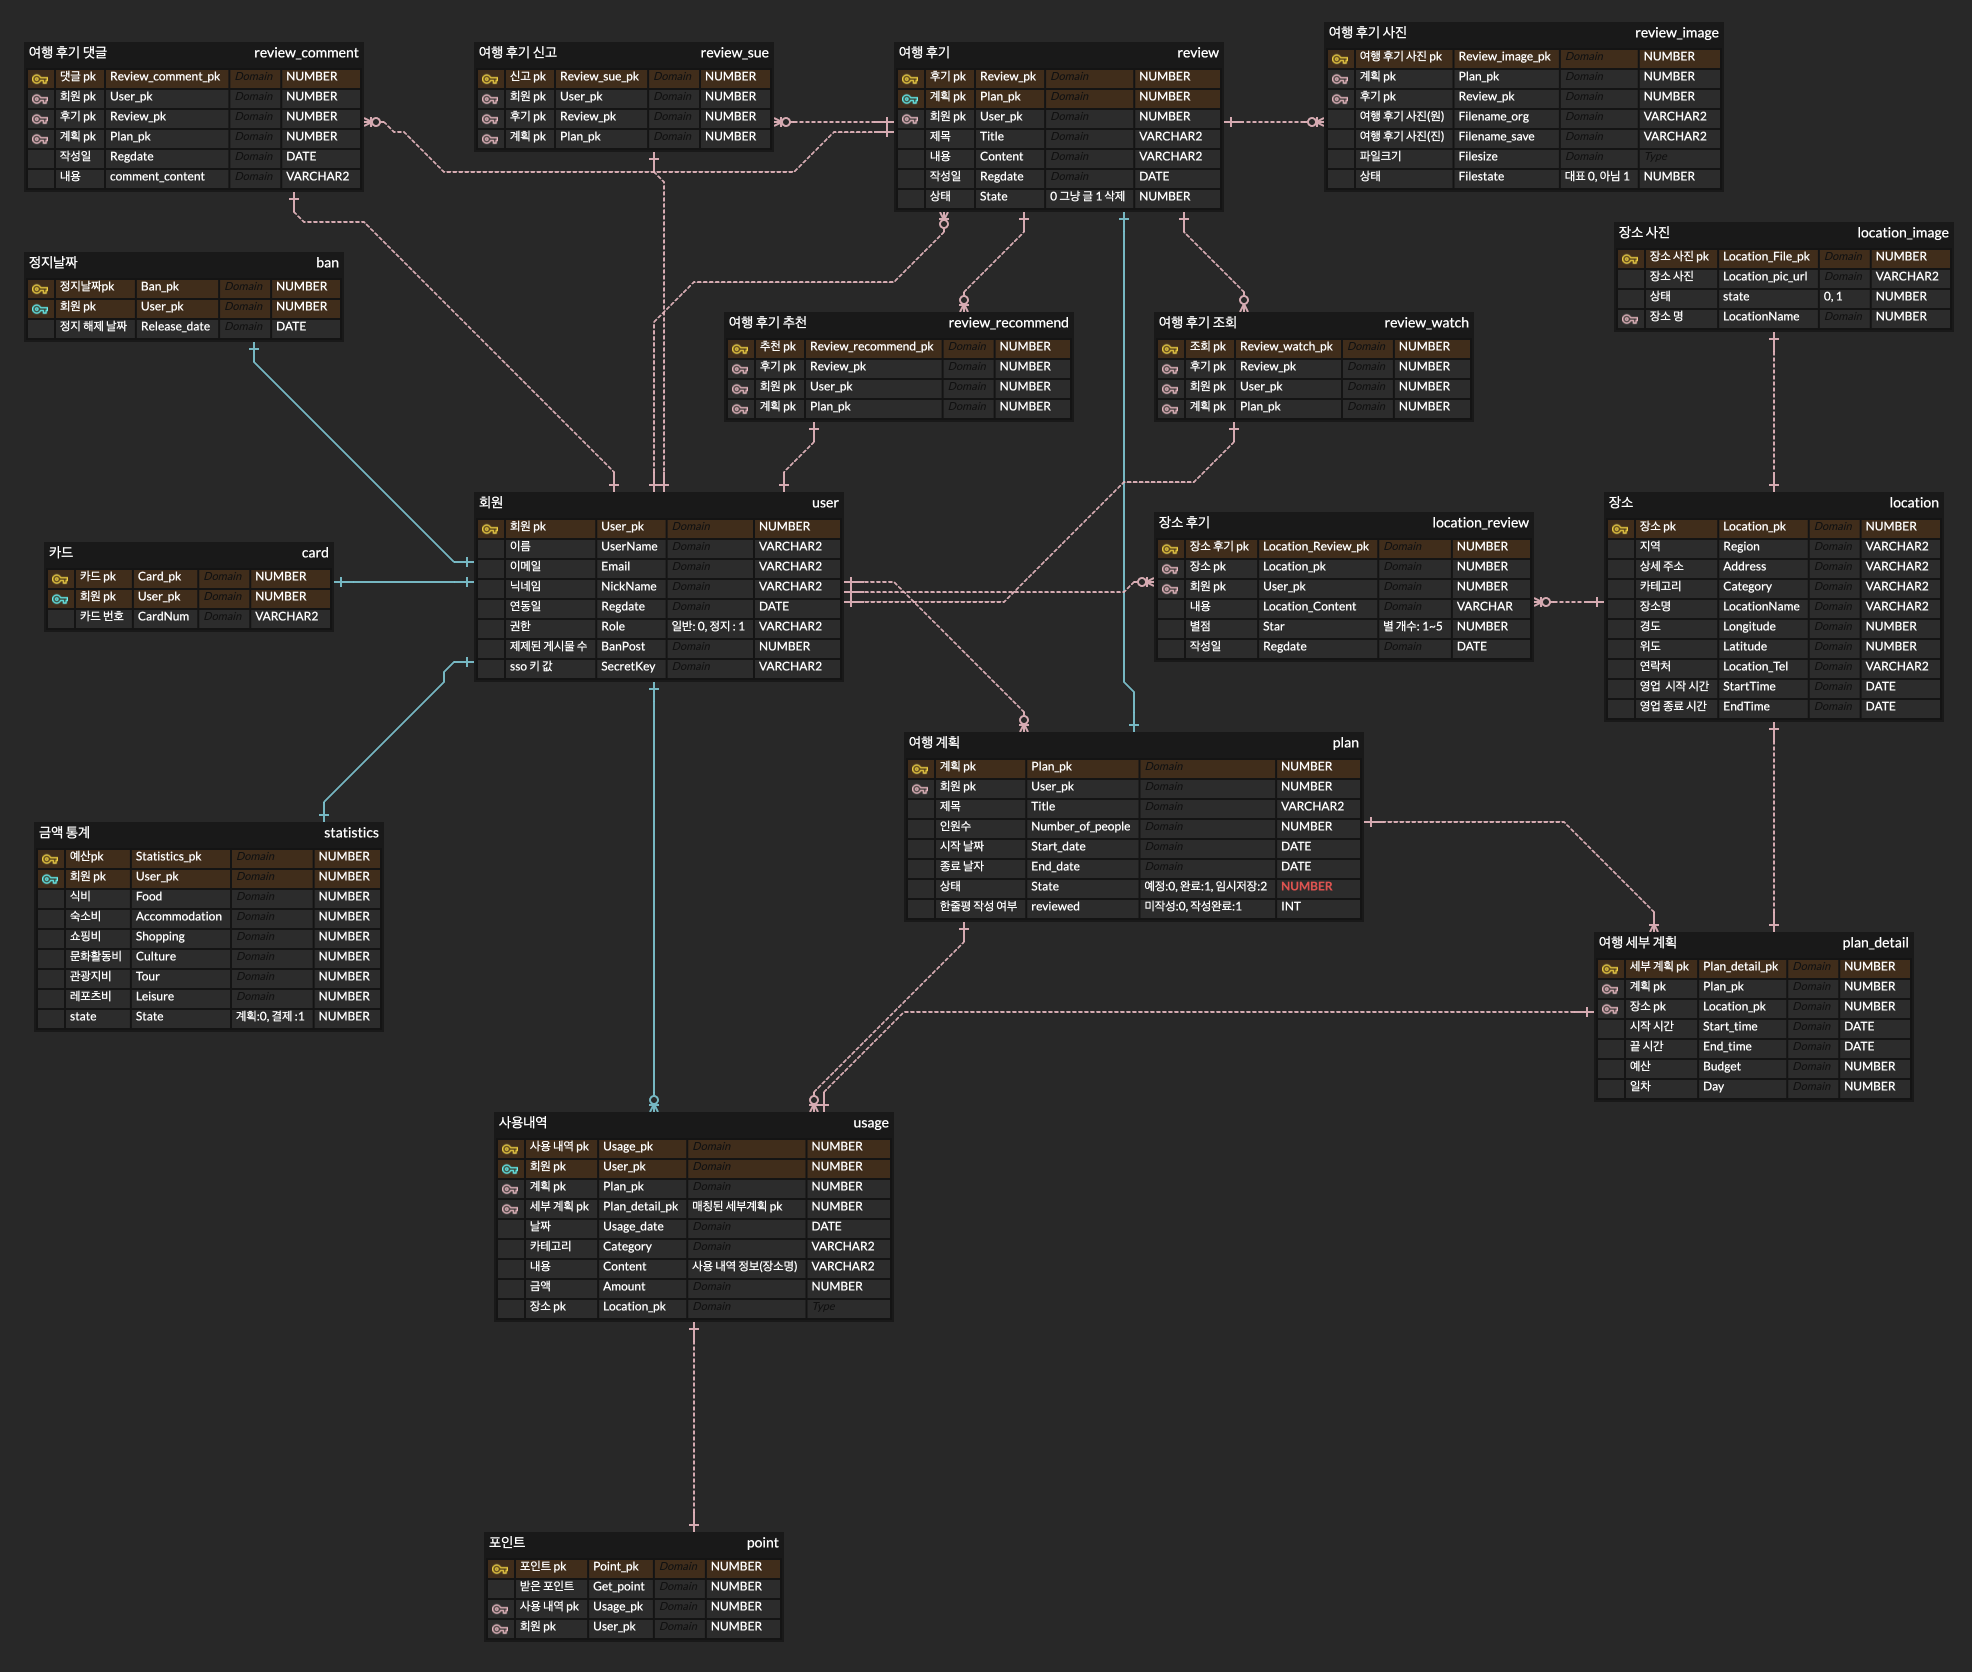 여행 후기 댓글 review_comment
댓글 pk Review_comment_pk Domain NUMBER
회원 pk User_pk Domain NUMBER
후기 pk Review_pk Domain NUMBER
계획 pk Plan_pk Domain NUMBER
작성일 Regdate Domain DATE
내용 comment_content Domain VARCHAR2
여행 후기 신고 review_sue
신고 pk Review_sue_pk Domain NUMBER
회원 pk User_pk Domain NUMBER
후기 pk Review_pk Domain NUMBER
계획 pk Plan_pk Domain NUMBER
여행 후기 review
후기 pk Review_pk Domain NUMBER
계획 pk Plan_pk Domain NUMBER
회원 pk User_pk Domain NUMBER
제목 Title Domain VARCHAR2
내용 Content Domain VARCHAR2
작성일 Regdate Domain DATE
상태 State 0 그냥 글 1 삭제 NUMBER
여행 후기 사진 review_image
여행 후기 사진 pk Review_image_pk Domain NUMBER
계획 pk Plan_pk Domain NUMBER
후기 pk Review_pk Domain NUMBER
여행 후기 사진(원) Filename_org Domain VARCHAR2
여행 후기 사진(진) Filename_save Domain VARCHAR2
파일크기 Filesize Domain Type
상태 Filestate 대표 0, 아님 1 NUMBER
장소 사진 location_image
장소 사진 pk Location_File_pk Domain NUMBER
장소 사진 Location_pic_url Domain VARCHAR2
상태 state 0, 1 NUMBER
장소 명 LocationName Domain NUMBER
정지날짜 ban
정지날짜pk Ban_pk Domain NUMBER
회원 pk User_pk Domain NUMBER
정지 해제 날짜 Release_date Domain DATE
여행 후기 추천 review_recommend
추천 pk Review_recommend_pk Domain NUMBER
후기 pk Review_pk Domain NUMBER
회원 pk User_pk Domain NUMBER
계획 pk Plan_pk Domain NUMBER
여행 후기 조회 review_watch
조회 pk Review_watch_pk Domain NUMBER
후기 pk Review_pk Domain NUMBER
회원 pk User_pk Domain NUMBER
계획 pk Plan_pk Domain NUMBER
회원 user
회원 pk User_pk Domain NUMBER
이름 UserName Domain VARCHAR2
이메일 Email Domain VARCHAR2
닉네임 NickName Domain VARCHAR2
연동일 Regdate Domain DATE
권한 Role 일반: 0, 정지 : 1 VARCHAR2
제제된 게시물 수 BanPost Domain NUMBER
sso 키 값 SecretKey Domain VARCHAR2
카드 card
카드 pk Card_pk Domain NUMBER
회원 pk User_pk Domain NUMBER
카드 번호 CardNum Domain VARCHAR2
장소 후기 location_review
장소 후기 pk Location_Review_pk Domain NUMBER
장소 pk Location_pk Domain NUMBER
회원 pk User_pk Domain NUMBER
내용 Location_Content Domain VARCHAR
별점 Star 별 개수: 1~5 NUMBER
작성일 Regdate Domain DATE
장소 location
장소 pk Location_pk Domain NUMBER
지역 Region Domain VARCHAR2
상세 주소 Address Domain VARCHAR2
카테고리 Category Domain VARCHAR2
장소명 LocationName Domain VARCHAR2
경도 Longitude Domain NUMBER
위도 Latitude Domain NUMBER
연락처 Location_Tel Domain VARCHAR2
영업 시작 시간 StartTime Domain DATE
영업 종료 시간 EndTime Domain DATE
여행 계획 plan
계획 pk Plan_pk Domain NUMBER
회원 pk User_pk Domain NUMBER
제목 Title Domain VARCHAR2
인원수 Number_of_people Domain NUMBER
시작 날짜 Start_date Domain DATE
종료 날자 End_date Domain DATE
상태 State 예정:0, 완료:1, 임시저장:2 NUMBER
한줄평 작성 여부 reviewed 미작성:0, 작성완료:1 INT
금액 통계 statistics
예산pk Statistics_pk Domain NUMBER
회원 pk User_pk Domain NUMBER
식비 Food Domain NUMBER
숙소비 Accommodation Domain NUMBER
쇼핑비 Shopping Domain NUMBER
문화활동비 Culture Domain NUMBER
관광지비 Tour Domain NUMBER
레포츠비 Leisure Domain NUMBER
state State 계획:0, 결제 :1 NUMBER
여행 세부 계획 plan_detail
세부 계획 pk Plan_detail_pk Domain NUMBER
계획 pk Plan_pk Domain NUMBER
장소 pk Location_pk Domain NUMBER
시작 시간 Start_time Domain DATE
끝 시간 End_time Domain DATE
예산 Budget Domain NUMBER
일차 Day Domain NUMBER
사용내역 usage
사용 내역 pk Usage_pk Domain NUMBER
회원 pk User_pk Domain NUMBER
계획 pk Plan_pk Domain NUMBER
세부 계획 pk Plan_detail_pk 매칭된 세부계획 pk NUMBER
날짜 Usage_date Domain DATE
카테고리 Category Domain VARCHAR2
내용 Content 사용 내역 정보(장소명) VARCHAR2
금액 Amount Domain NUMBER
장소 pk Location_pk Domain Type
포인트 point
포인트 pk Point_pk Domain NUMBER
받은 포인트 Get_point Domain NUMBER
사용 내역 pk Usage_pk Domain NUMBER
회원 pk User_pk Domain NUMBER